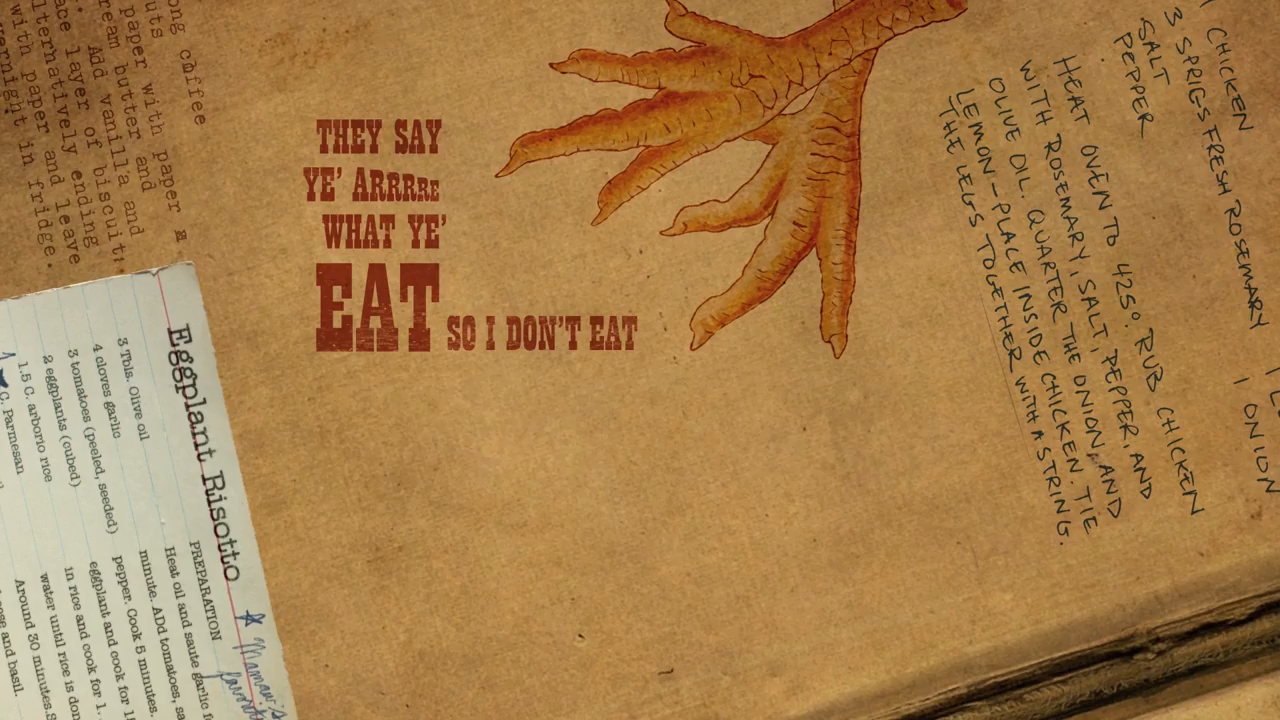 THEY SAY
YE' ARRRRE
WHAT YE'
EAT SO I DON'T EAT
coffee
paper with paper
cream butter and
Add vanilla and
layer of biscuit
alternatively ending
with paper and leave
overnight in fridge.
Eggplant Risotto
3 Tbls. Olive oil
4 cloves garlic
3 tomatoes (peeled, seeded)
2 eggplants (cubed)
1.5 C. arborio rice
C. Parmesan
PREPARATION
Heat oil and saute garlic
minute. ADd tomatoes,
pepper. Cook 5 minutes.
eggplant and cook for
in rice and cook for 1
water until rice is
Around 30 minutes.
and basil.
Mamaw's
1 CHICKEN
3 SPRIGS FRESH ROSEMARY
SALT
PEPPER
1 ONION
HEAT OVEN TO 425°. RUB CHICKEN
WITH ROSEMARY, SALT, PEPPER, AND
OLIVE OIL. QUARTER THE ONION, AND
LEMON - PLACE INSIDE CHICKEN. TIE
THE LEGS TOGETHER WITH A STRING.